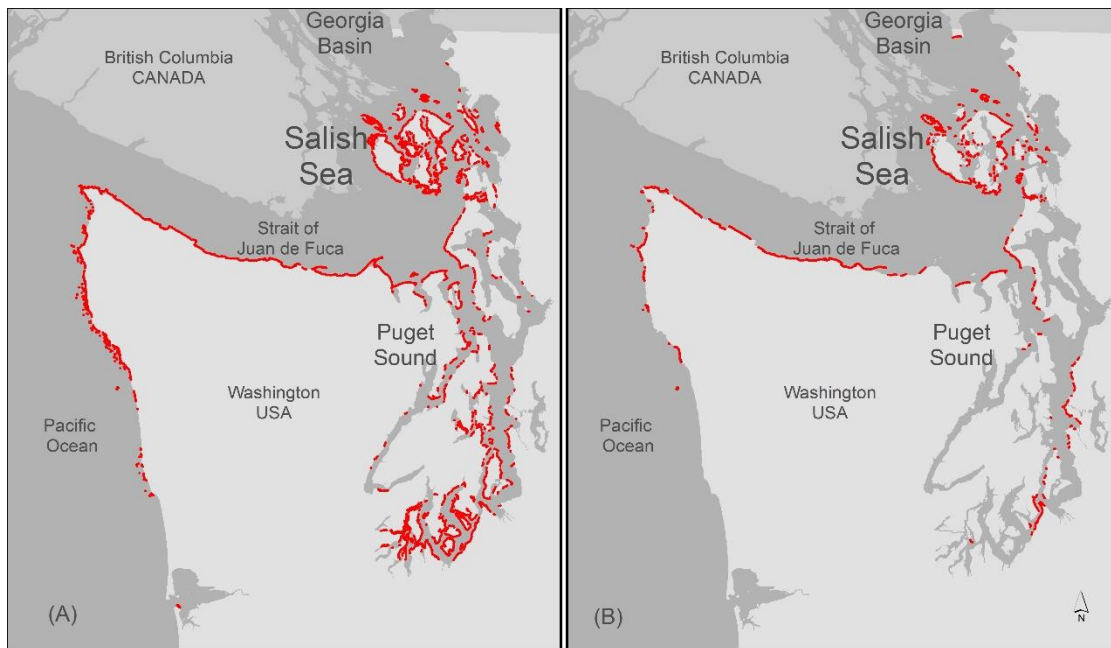 Georgia
Basin
British Columbia
CANADA
Salish
Sea
Strait of
Juan de Fuca
Puget
Sound
Washington
USA
Pacific
Ocean
(A)
Georgia
Basin
British Columbia
CANADA
Salish
Sea
Strait of
Juan de Fuca
Puget
Sound
Washington
USA
Pacific
Ocean
(B)
N